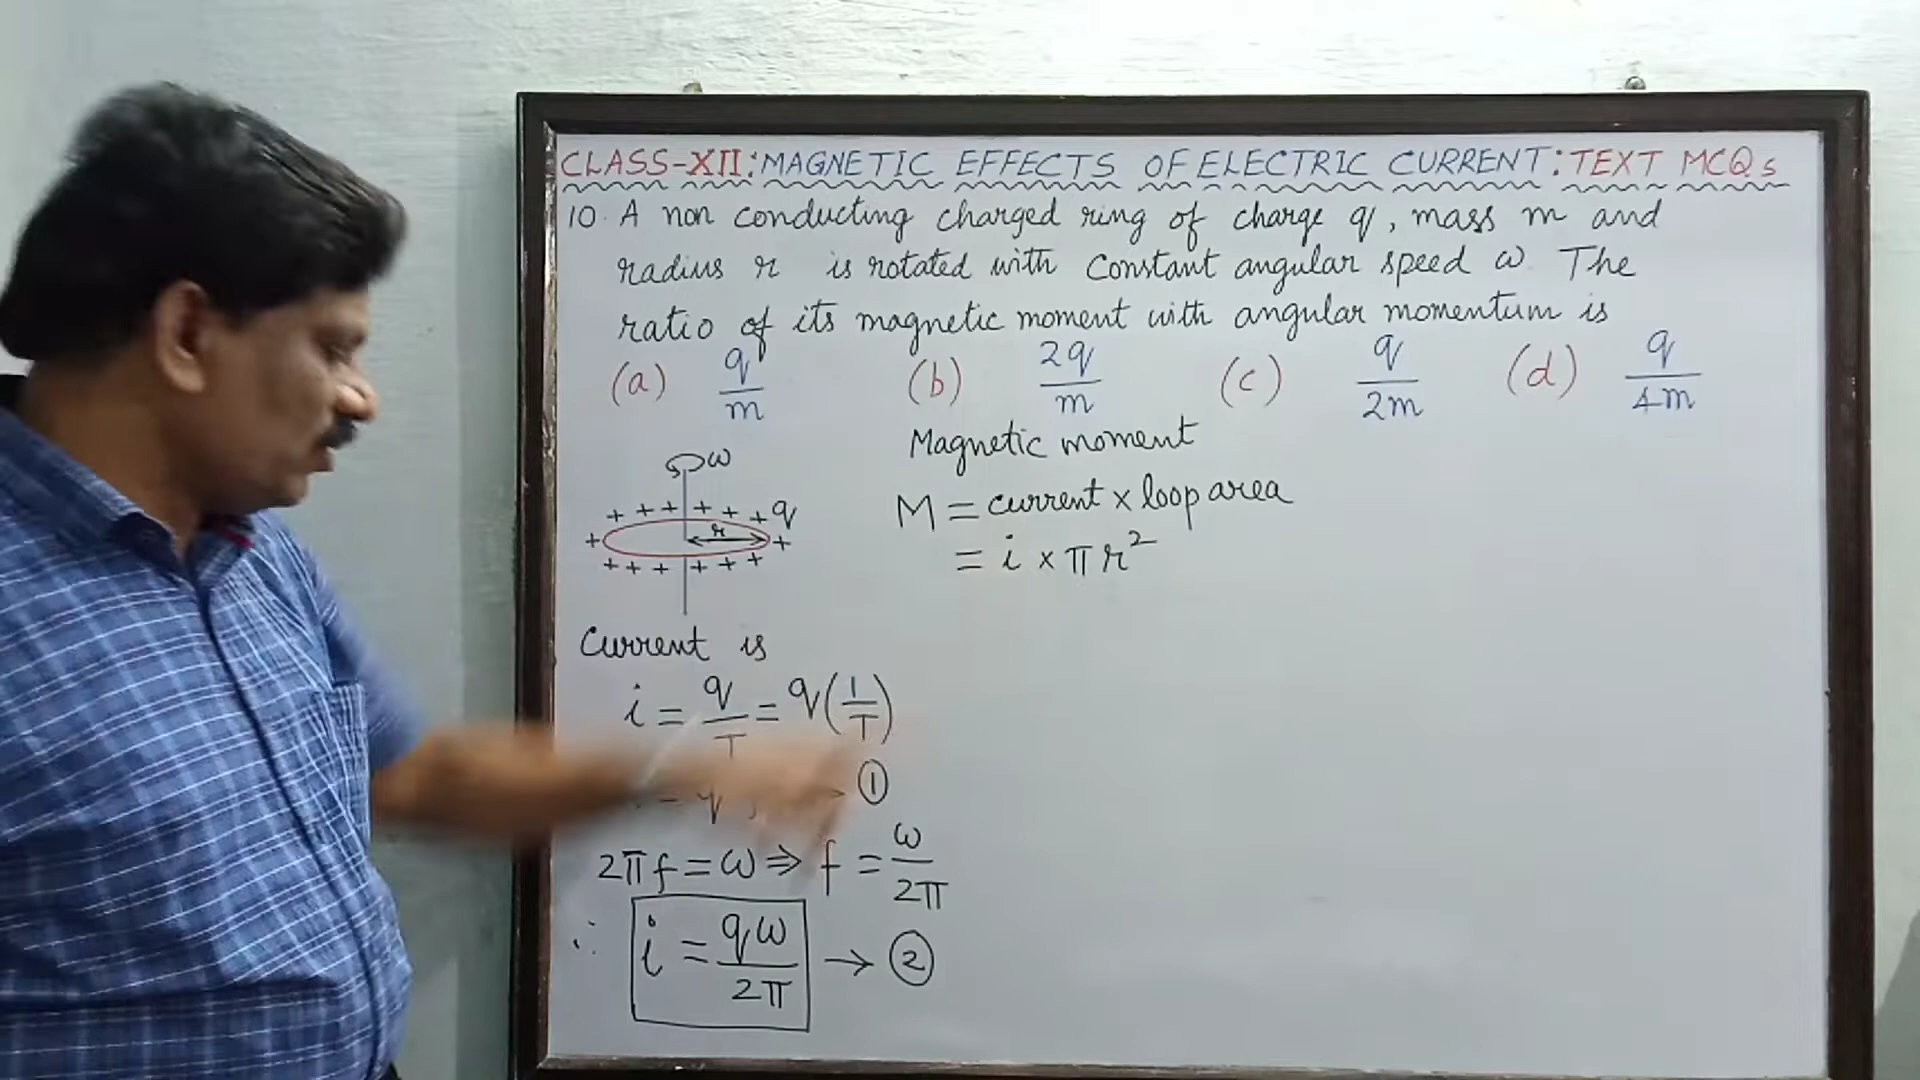 CLASS-XII: MAGNETIC EFFECTS OF ELECTRIC CURRENT: TEXT MCQs
10. A non conducting charged ring of charge q, mass m and
radius r is rotated with constant angular speed ω. The
ratio of its magnetic moment with angular momentum is
(a) q/m (b) 2q/m (c) q/2m (d) q/4m
ω
+ + + + + + q
+ r +
+ + + + + +
Current is
i = q/T = q(1/T)
①
2πf = ω ⇒ f = ω/2π
∴ i = qω/2π → ②
Magnetic moment
M = current × loop area
= i × πr²